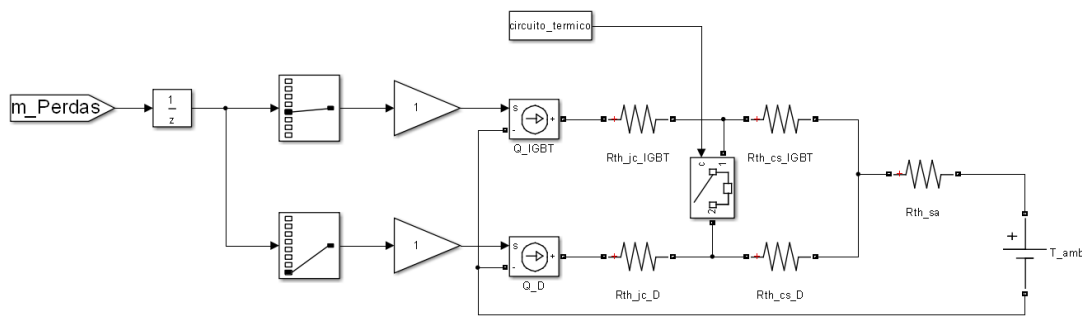 circuito_termico
m_Perdas
1
z
1
s
+
-
Q_IGBT
+
Rth_jc_IGBT
+
Rth_cs_IGBT
c
1
2
+
Rth_sa
+
T_amb
1
s
+
-
Q_D
+
Rth_jc_D
+
Rth_cs_D